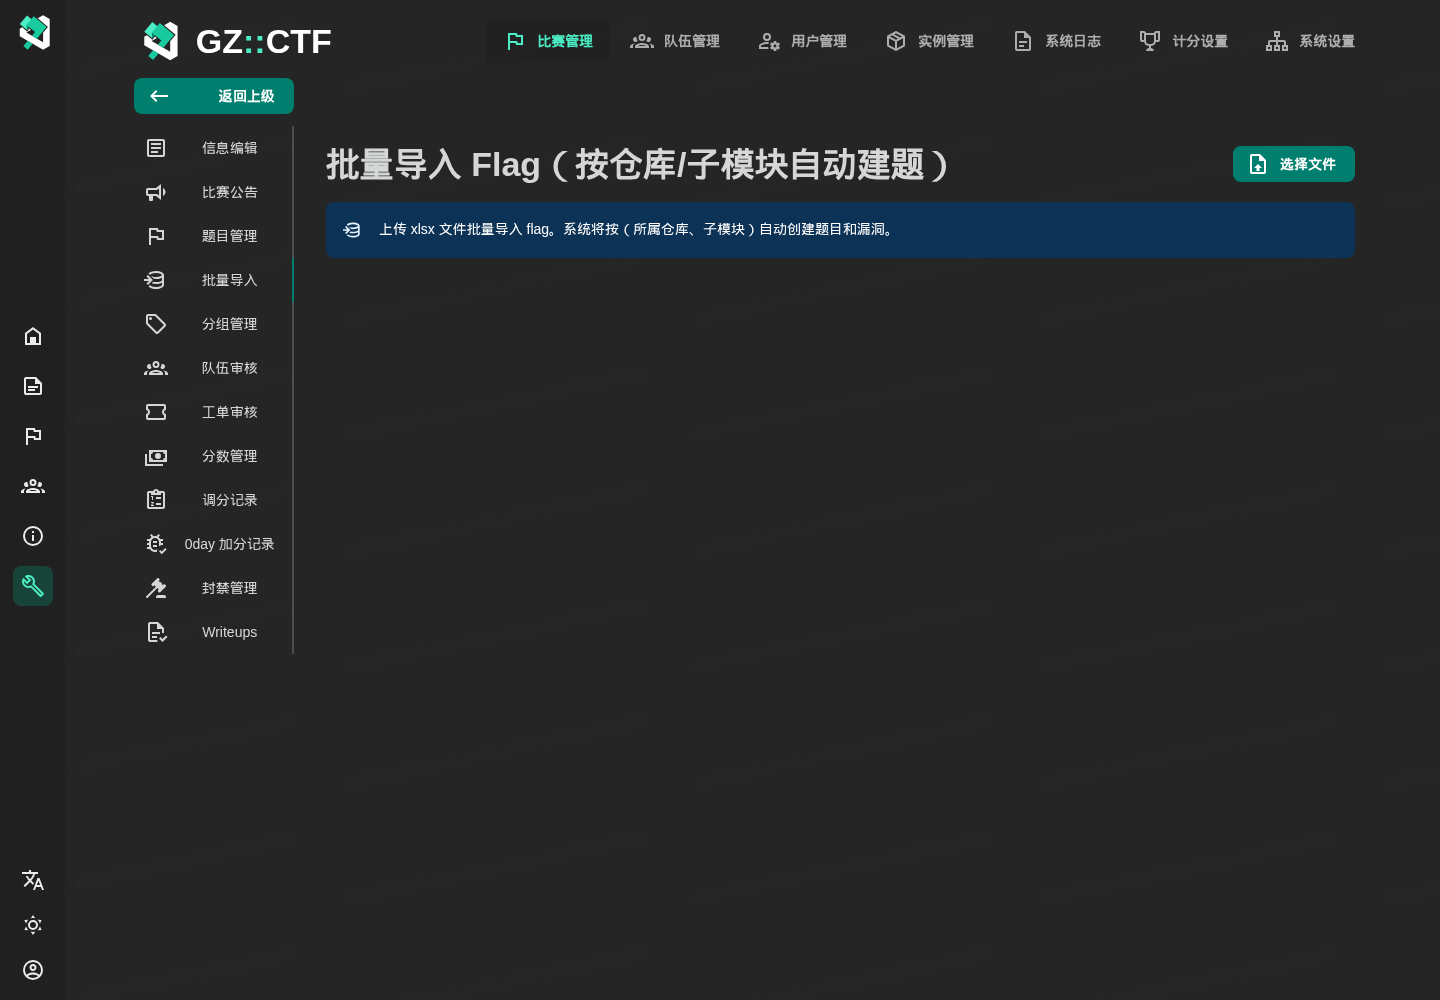 GZ::CTF
比赛管理
队伍管理
用户管理
实例管理
系统日志
计分设置
系统设置
返回上级
信息编辑
比赛公告
题目管理
批量导入
分组管理
队伍审核
工单审核
分数管理
调分记录
0day 加分记录
封禁管理
Writeups
批量导入 Flag（按仓库/子模块自动建题）
选择文件
上传 xlsx 文件批量导入 flag。系统将按（所属仓库、子模块）自动创建题目和漏洞。